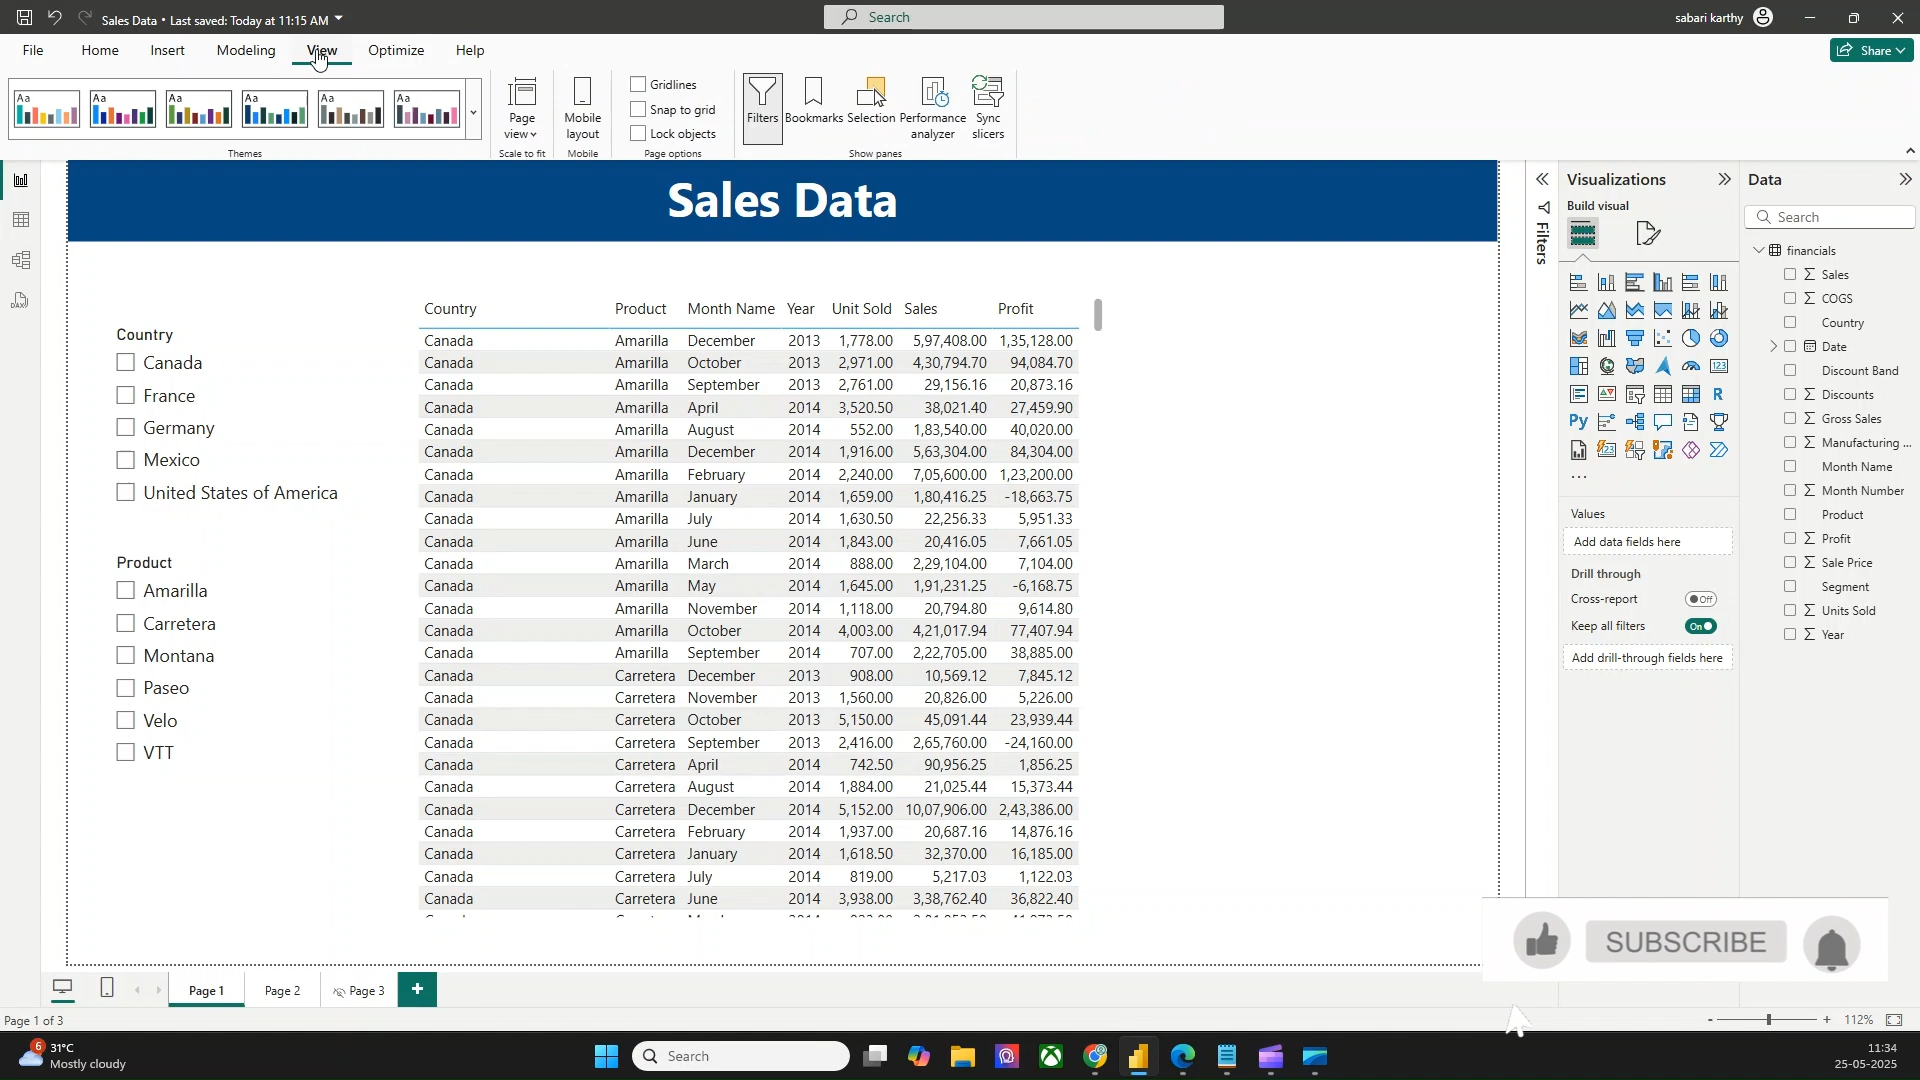 Sales Data • Last saved: Today at 11:15 AM
Search
sabari karthy
File Home Insert Modeling View Optimize Help
Share
Aa Aa Aa Aa Aa Aa
Page view
Mobile layout
Gridlines
Snap to grid
Lock objects
Filters
Bookmarks
Selection
Performance analyzer
Sync slicers
Themes
Scale to fit
Mobile
Page options
Show panes
Sales Data
Country
Canada
France
Germany
Mexico
United States of America
Product
Amarilla
Carretera
Montana
Paseo
Velo
VTT
Country Product Month Name Year Unit Sold Sales Profit
Canada Amarilla December 2013 1,778.00 5,97,408.00 1,35,128.00
Canada Amarilla October 2013 2,971.00 4,30,794.70 94,084.70
Canada Amarilla September 2013 2,761.00 29,156.16 20,873.16
Canada Amarilla April 2014 3,520.50 38,021.40 27,459.90
Canada Amarilla August 2014 552.00 1,83,540.00 40,020.00
Canada Amarilla December 2014 1,916.00 5,63,304.00 84,304.00
Canada Amarilla February 2014 2,240.00 7,05,600.00 1,23,200.00
Canada Amarilla January 2014 1,659.00 1,80,416.25 -18,663.75
Canada Amarilla July 2014 1,630.50 22,256.33 5,951.33
Canada Amarilla June 2014 1,843.00 20,416.05 7,661.05
Canada Amarilla March 2014 888.00 2,29,104.00 7,104.00
Canada Amarilla May 2014 1,645.00 1,91,231.25 -6,168.75
Canada Amarilla November 2014 1,118.00 20,794.80 9,614.80
Canada Amarilla October 2014 4,003.00 4,21,017.94 77,407.94
Canada Amarilla September 2014 707.00 2,22,705.00 38,885.00
Canada Carretera December 2013 908.00 10,569.12 7,845.12
Canada Carretera November 2013 1,560.00 20,826.00 5,226.00
Canada Carretera October 2013 5,150.00 45,091.44 23,939.44
Canada Carretera September 2013 2,416.00 2,65,760.00 -24,160.00
Canada Carretera April 2014 742.50 90,956.25 1,856.25
Canada Carretera August 2014 1,884.00 21,025.44 15,373.44
Canada Carretera December 2014 5,152.00 10,07,906.00 2,43,386.00
Canada Carretera February 2014 1,937.00 20,687.16 14,876.16
Canada Carretera January 2014 1,618.50 32,370.00 16,185.00
Canada Carretera July 2014 819.00 5,217.03 1,122.03
Canada Carretera June 2014 3,938.00 3,38,762.40 36,822.40
Filters
Visualizations
Build visual
123
R
Py
123
Values
Add data fields here
Drill through
Cross-report Off
Keep all filters On
Add drill-through fields here
Data
Search
financials
Sales
COGS
Country
Date
Discount Band
Discounts
Gross Sales
Manufacturing ...
Month Name
Month Number
Product
Profit
Sale Price
Segment
Units Sold
Year
SUBSCRIBE
Page 1 Page 2 Page 3 +
Page 1 of 3
- + 112%
6
31°C
Mostly cloudy
Search
11:34
25-05-2025